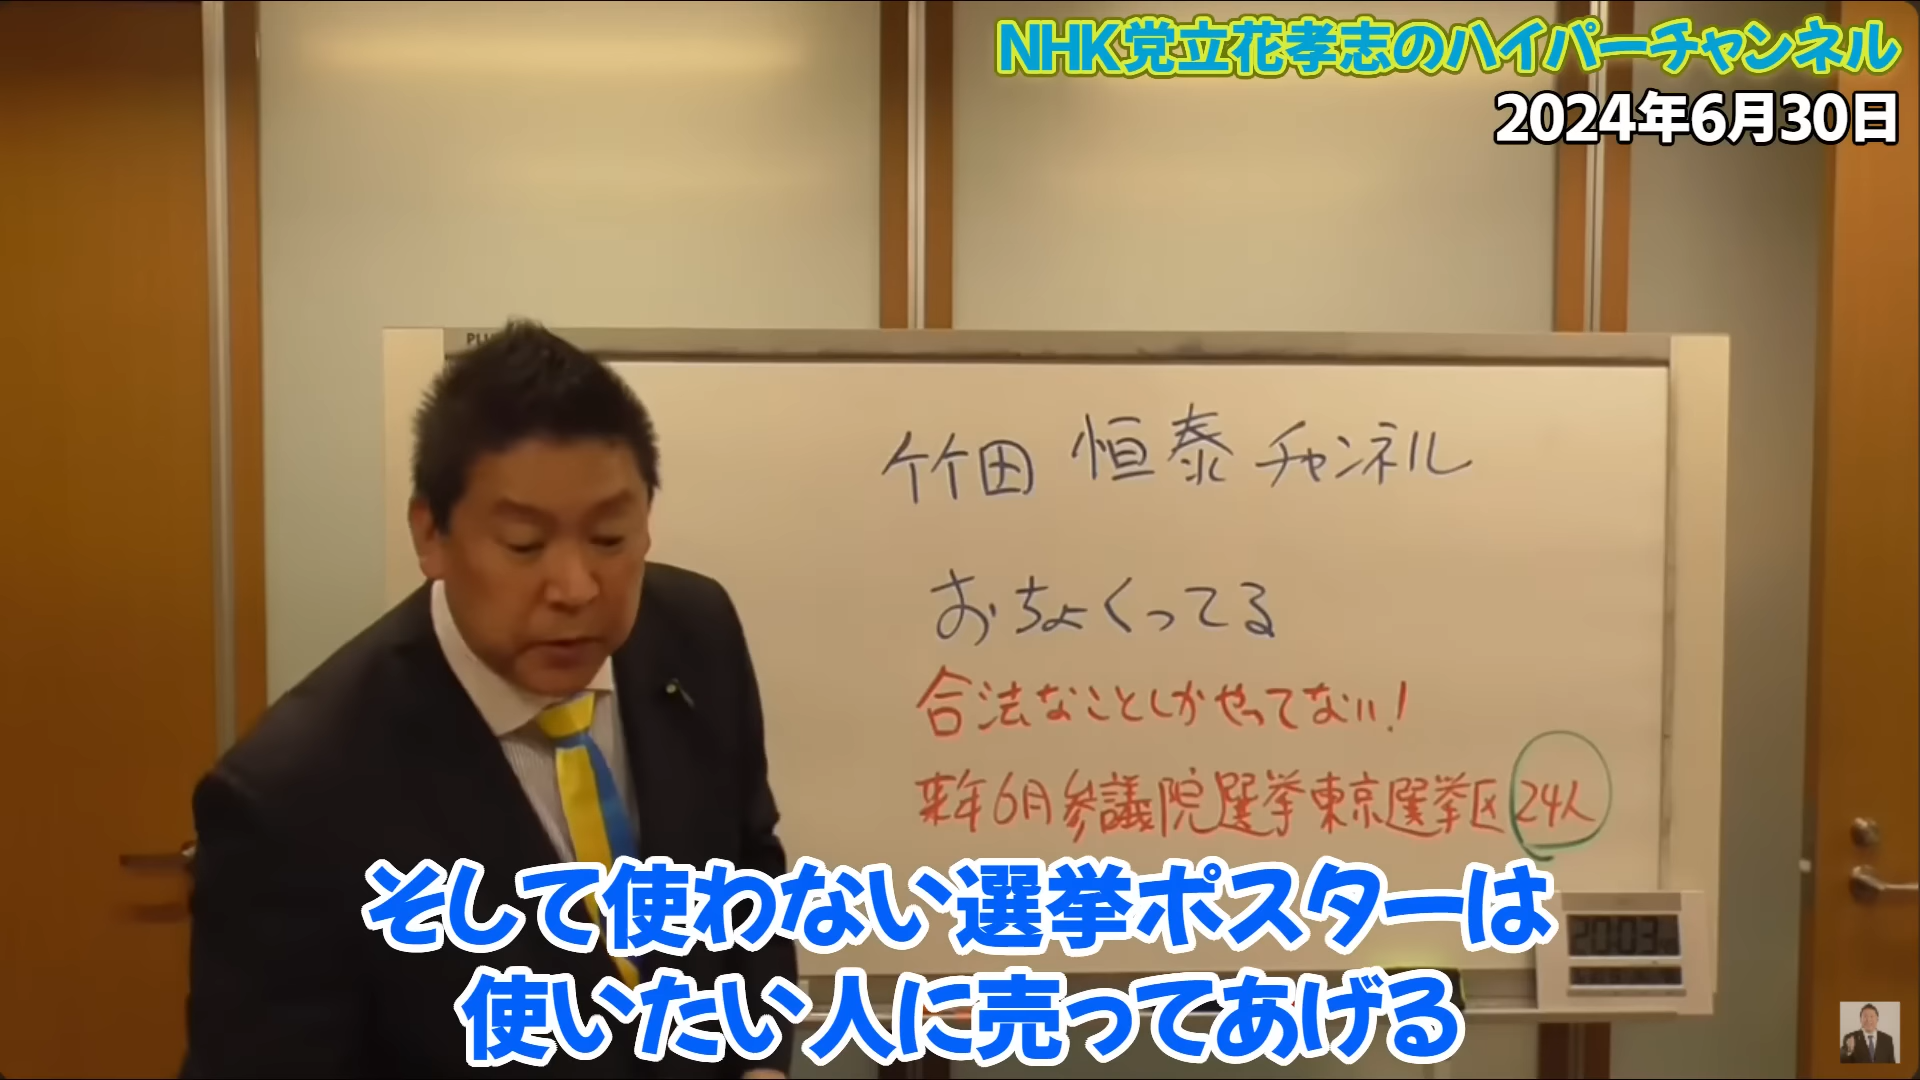 NHK党立花孝志のハイパーチャンネル
2024年6月30日
竹田 恒泰 チャンネル
おちょくってる
合法なことしかやってない!
来年6月参議院選挙東京選挙区 24人
20:03
そして使わない選挙ポスターは
使いたい人に売ってあげる